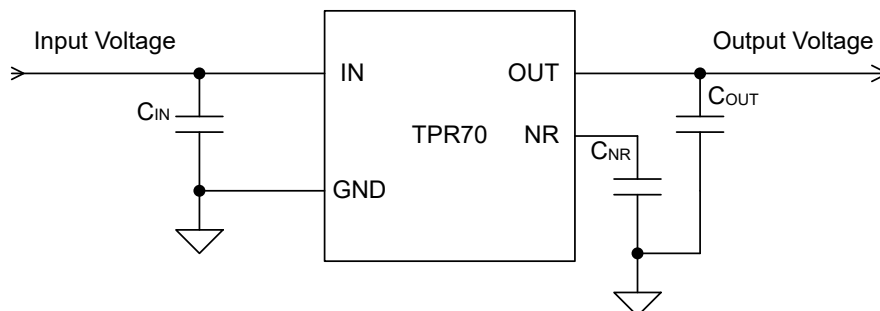 Input Voltage
Output Voltage
IN
OUT
CIN
COUT
TPR70
NR
CNR
GND